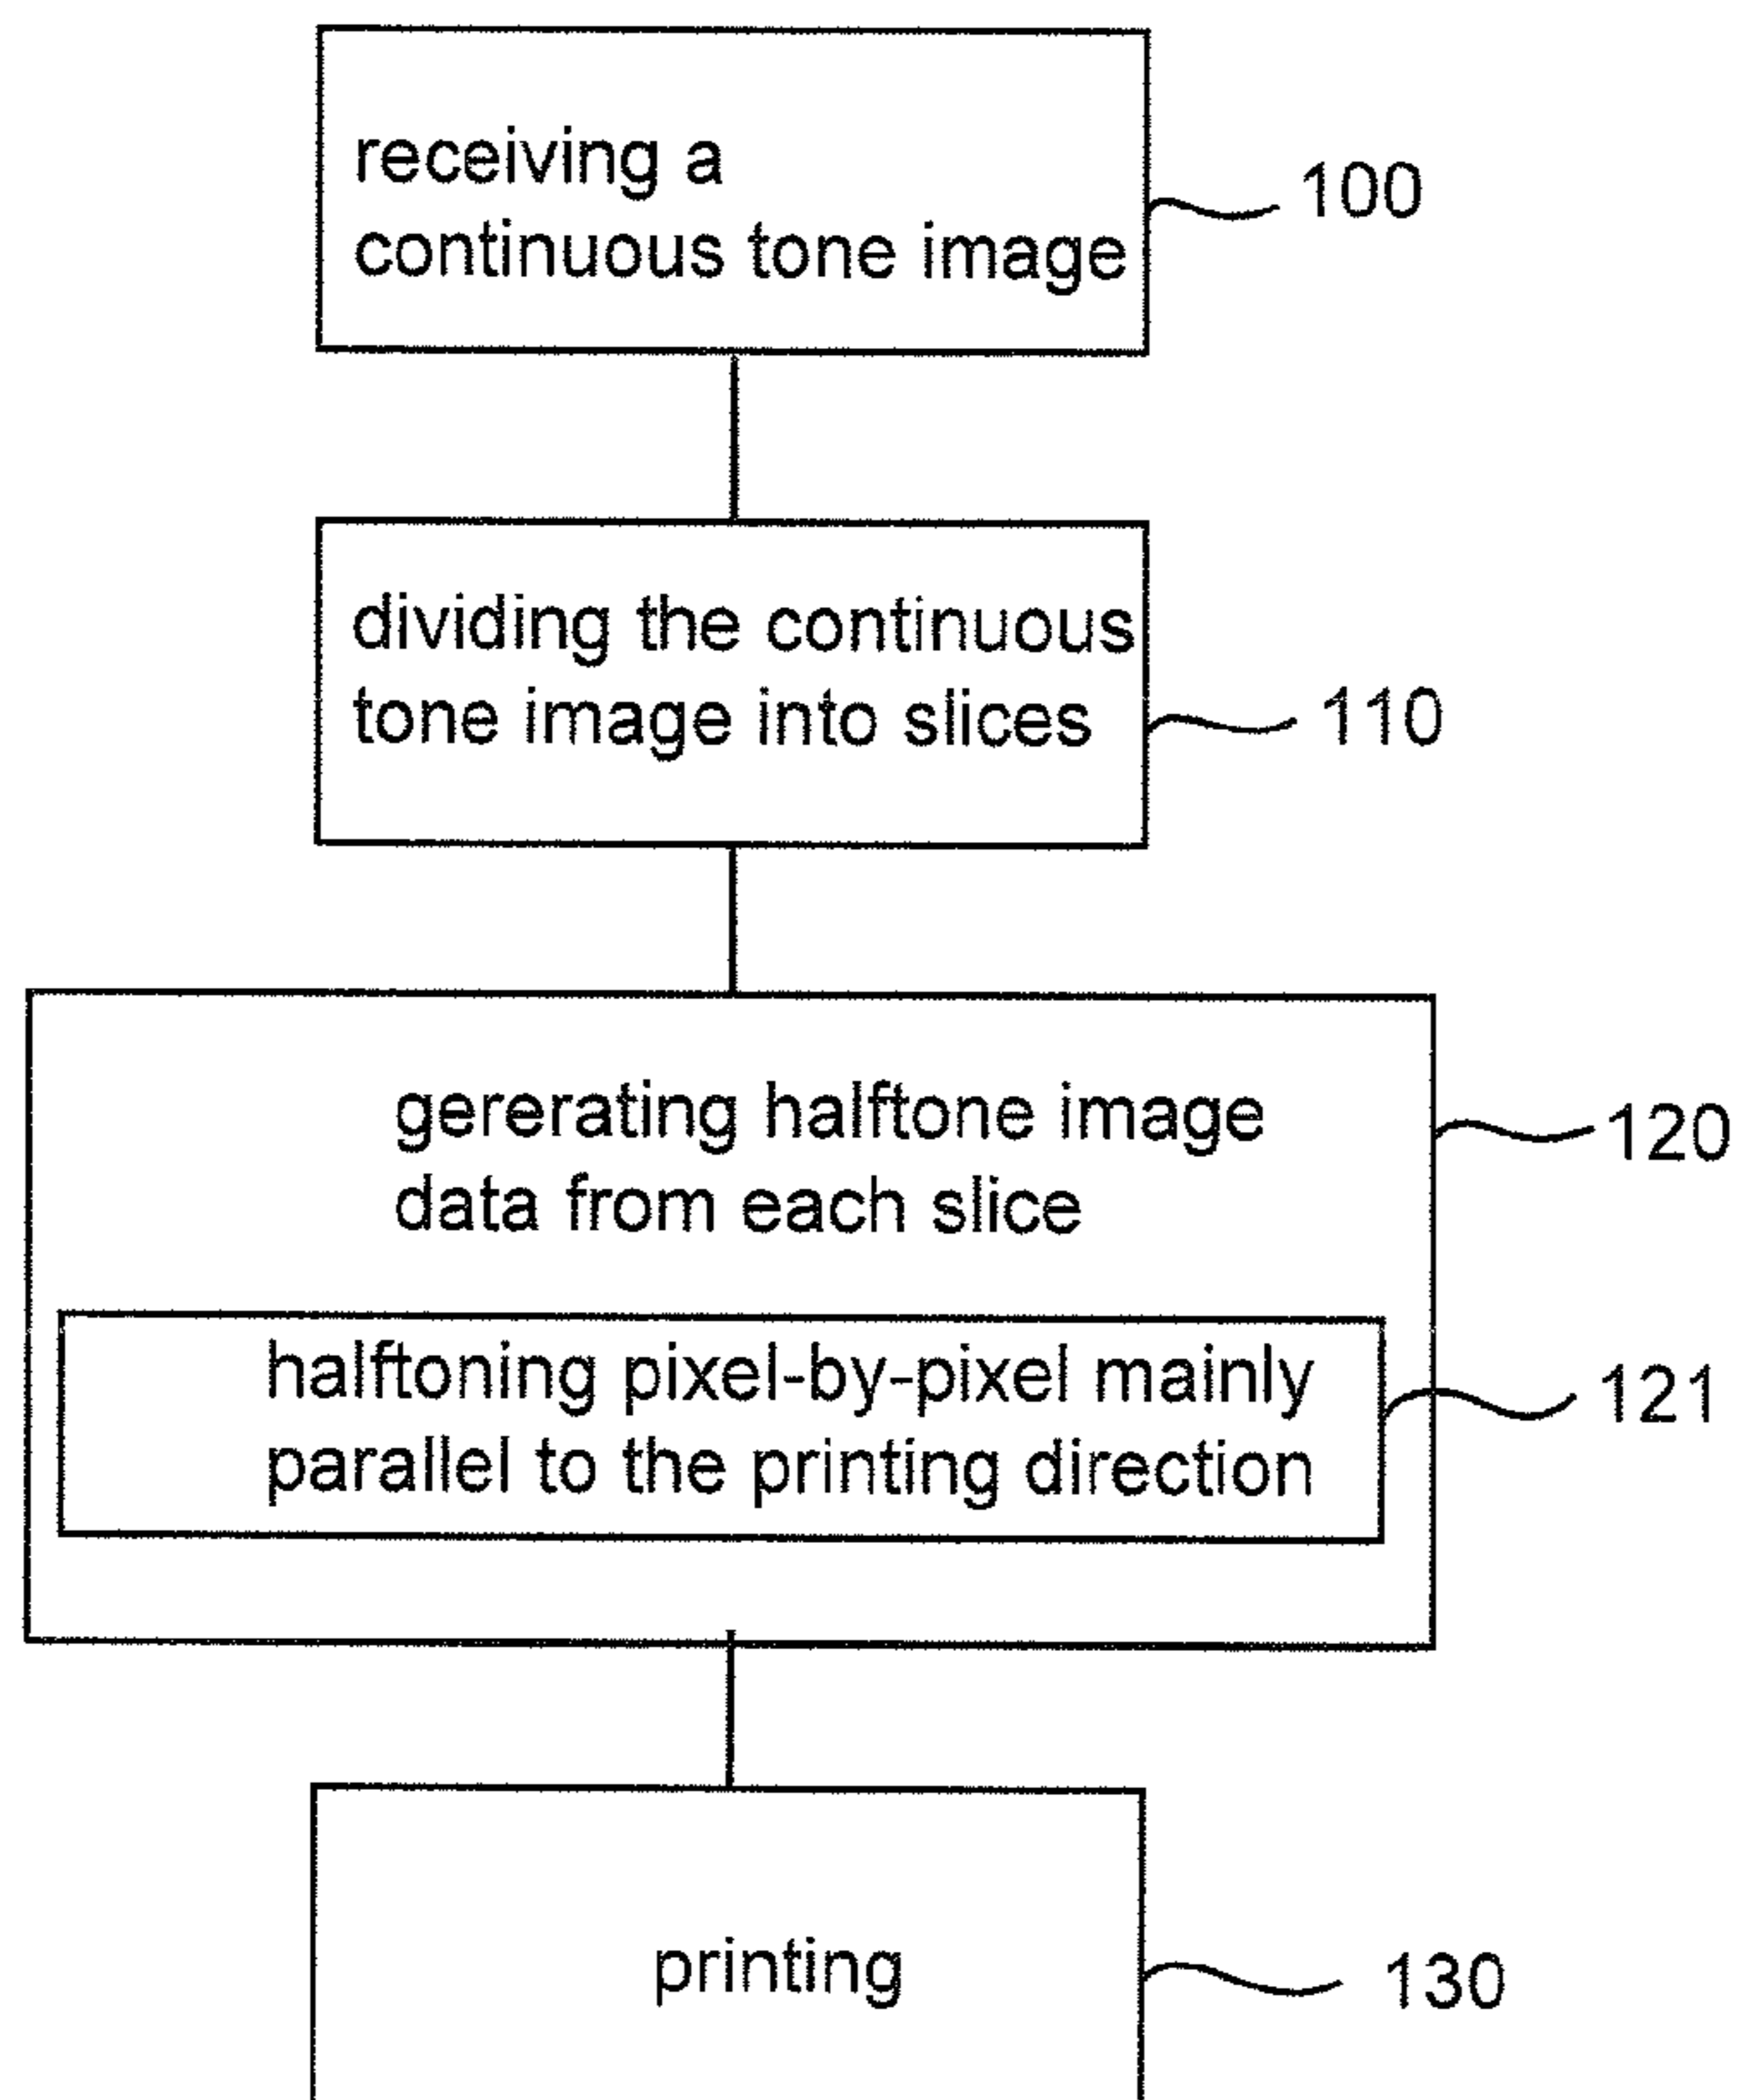 receiving a
continuous tone image
100
dividing the continuous
tone image into slices
110
gererating halftone image
data from each slice
120
halftoning pixel-by-pixel mainly
parallel to the printing direction
121
printing
130